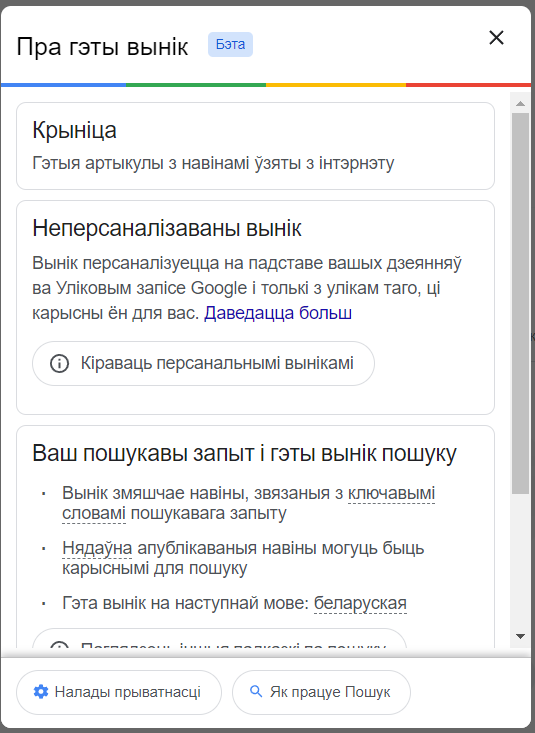 Пра гэты вынік Бэта
Крыніца
Гэтыя артыкулы з навінамі ўзяты з інтэрнэту
Неперсаналізаваны вынік
Вынік персаналізуецца на падставе вашых дзеянняў
ва Уліковым запісе Google і толькі з улікам таго, ці
карысны ён для вас. Даведацца больш
Кіраваць персанальнымі вынікамі
Ваш пошукавы запыт і гэты вынік пошуку
· Вынік змяшчае навіны, звязаныя з ключавымі
словамі пошукавага запыту
· Нядаўна апублікаваныя навіны могуць быць
карыснымі для пошуку
· Гэта вынік на наступнай мове: беларуская
Налады прыватнасці
Як працуе Пошук